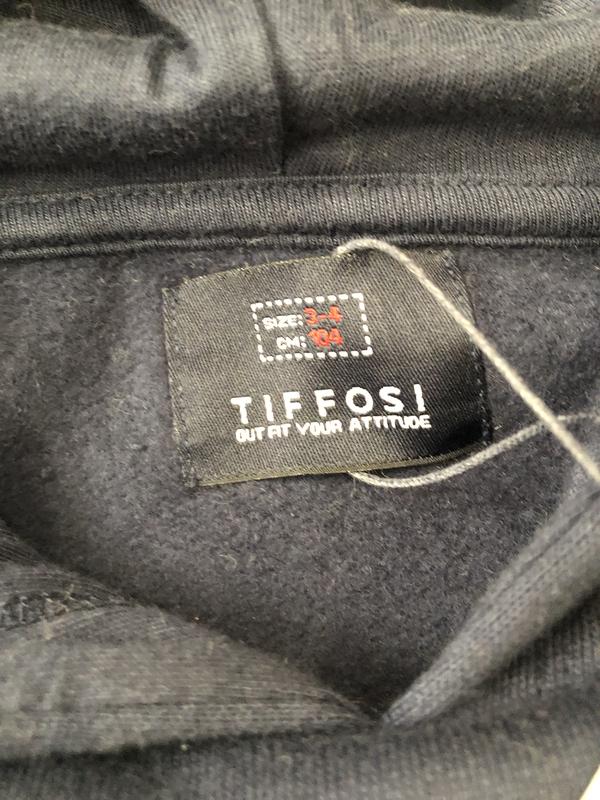 SIZE: 3-4
CM: 104
TIFFOSI
OUTFIT YOUR ATTITUDE